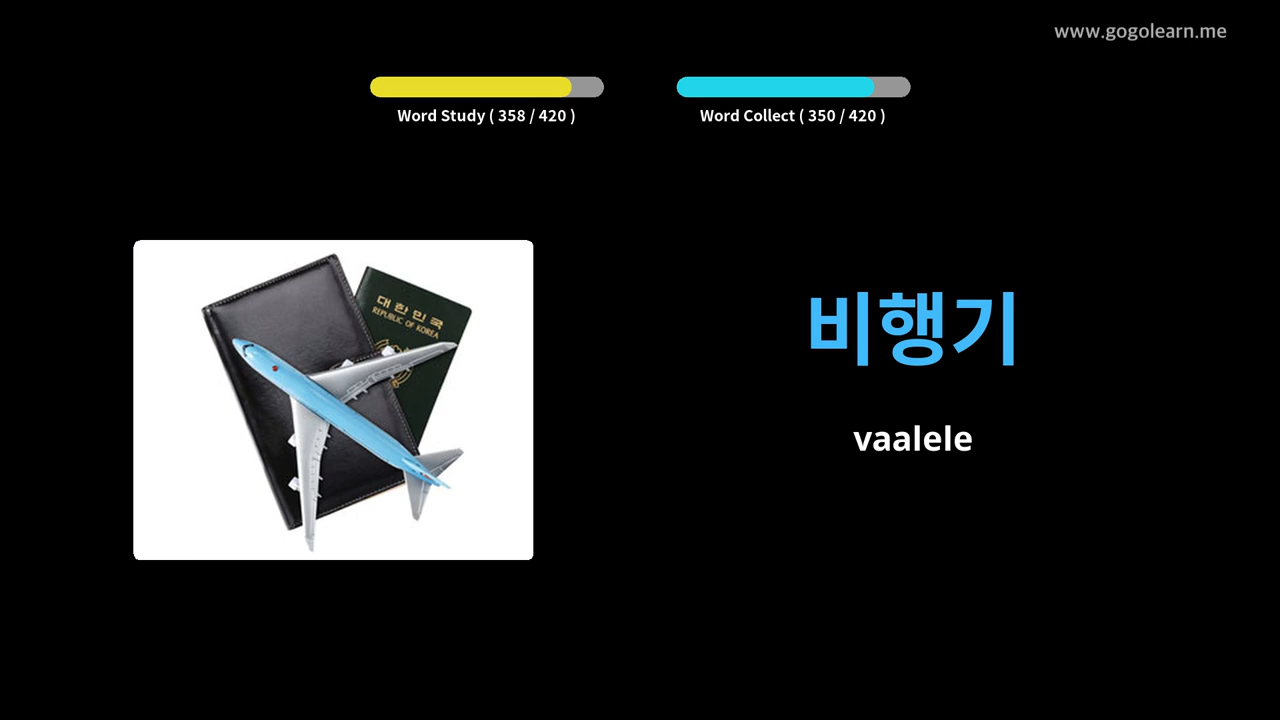 www.gogolearn.me
Word Study ( 358 / 420 )
Word Collect ( 350 / 420 )
대한민국
REPUBLIC OF KOREA
비행기
vaalele